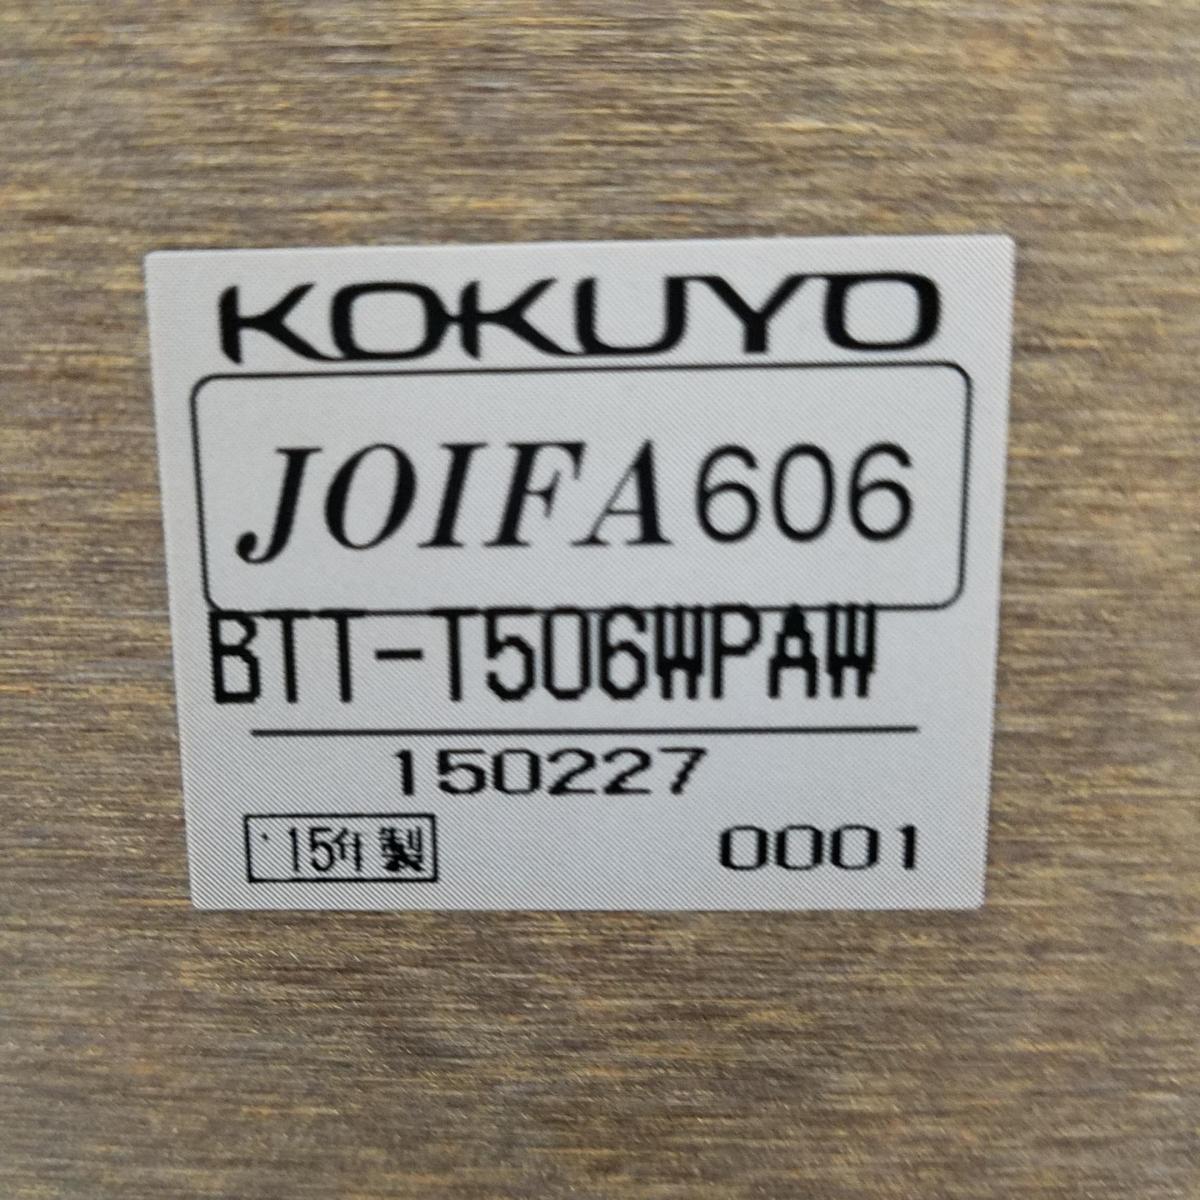 KOKUYO
JOIFA606
BTT-T506WPAW
150227
'15年製
0001